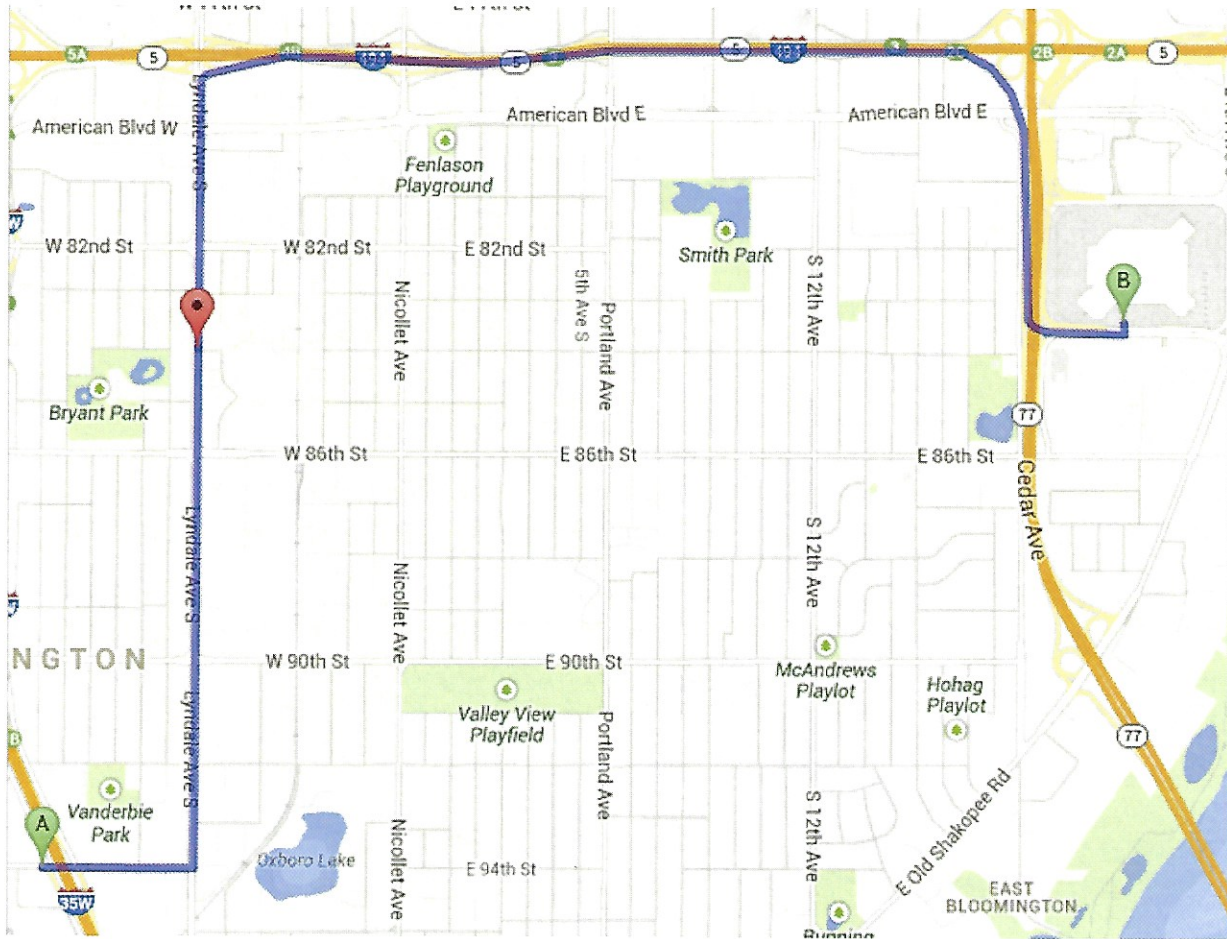 5A
5
5
5
2B
2A
5
Lyndale Ave S
American Blvd W
American Blvd E
American Blvd E
Fenlason
Playground
W 82nd St
W 82nd St
E 82nd St
Smith Park
S 12th Ave
B
Nicollet Ave
5th Ave S
Portland Ave
Bryant Park
77
W 86th St
E 86th St
E 86th St
Cedar Ave
Lyndale Ave S
S 12th Ave
Nicollet Ave
NGTON
W 90th St
E 90th St
McAndrews
Playlot
Hohag
Playlot
Valley View
Playfield
Lyndale Ave S
Portland Ave
77
Vanderbie
Park
A
S 12th Ave
E Old Shakopee Rd
Nicollet Ave
Oxboro Lake
E 94th St
35W
EAST
BLOOMINGTON
Running